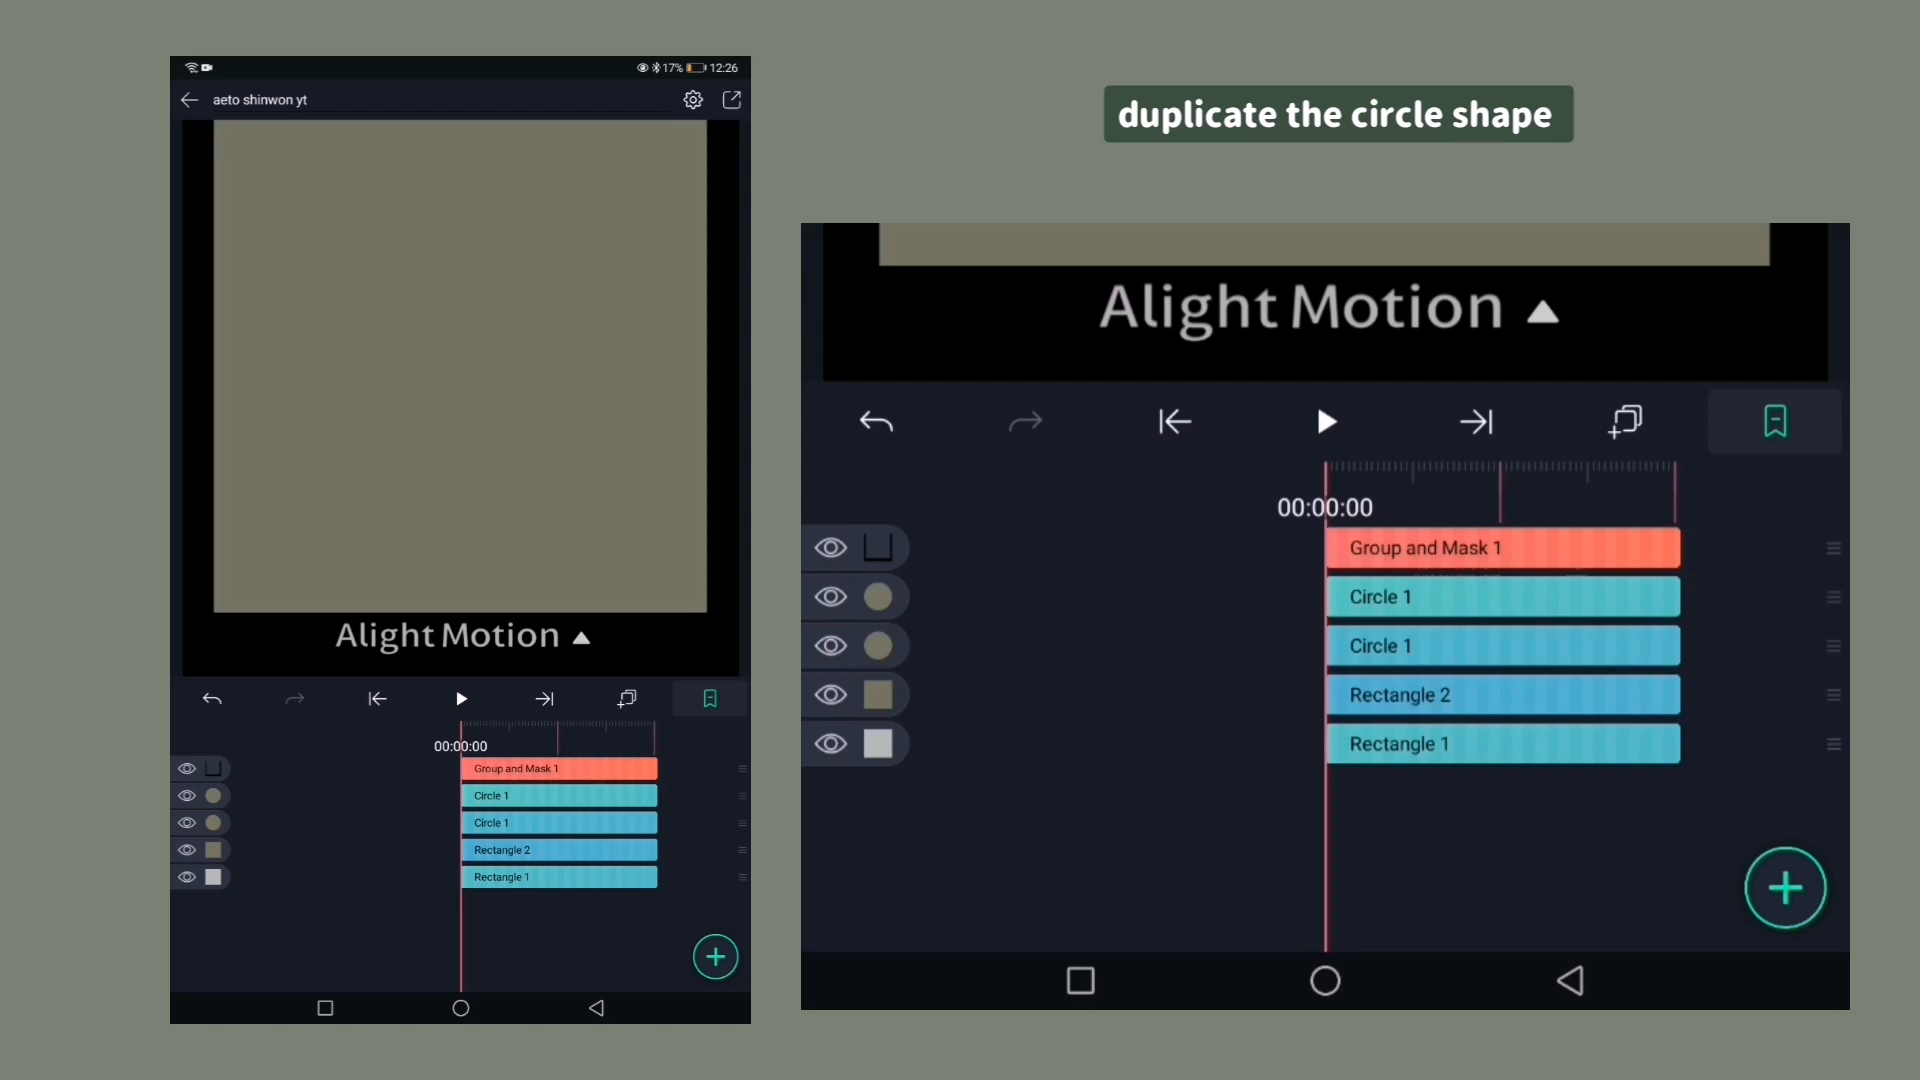 17% 12:26
aeto shinwon yt
Alight Motion
00:00:00
Group and Mask 1
Circle 1
Circle 1
Rectangle 2
Rectangle 1
duplicate the circle shape
Alight Motion
00:00:00
Group and Mask 1
Circle 1
Circle 1
Rectangle 2
Rectangle 1